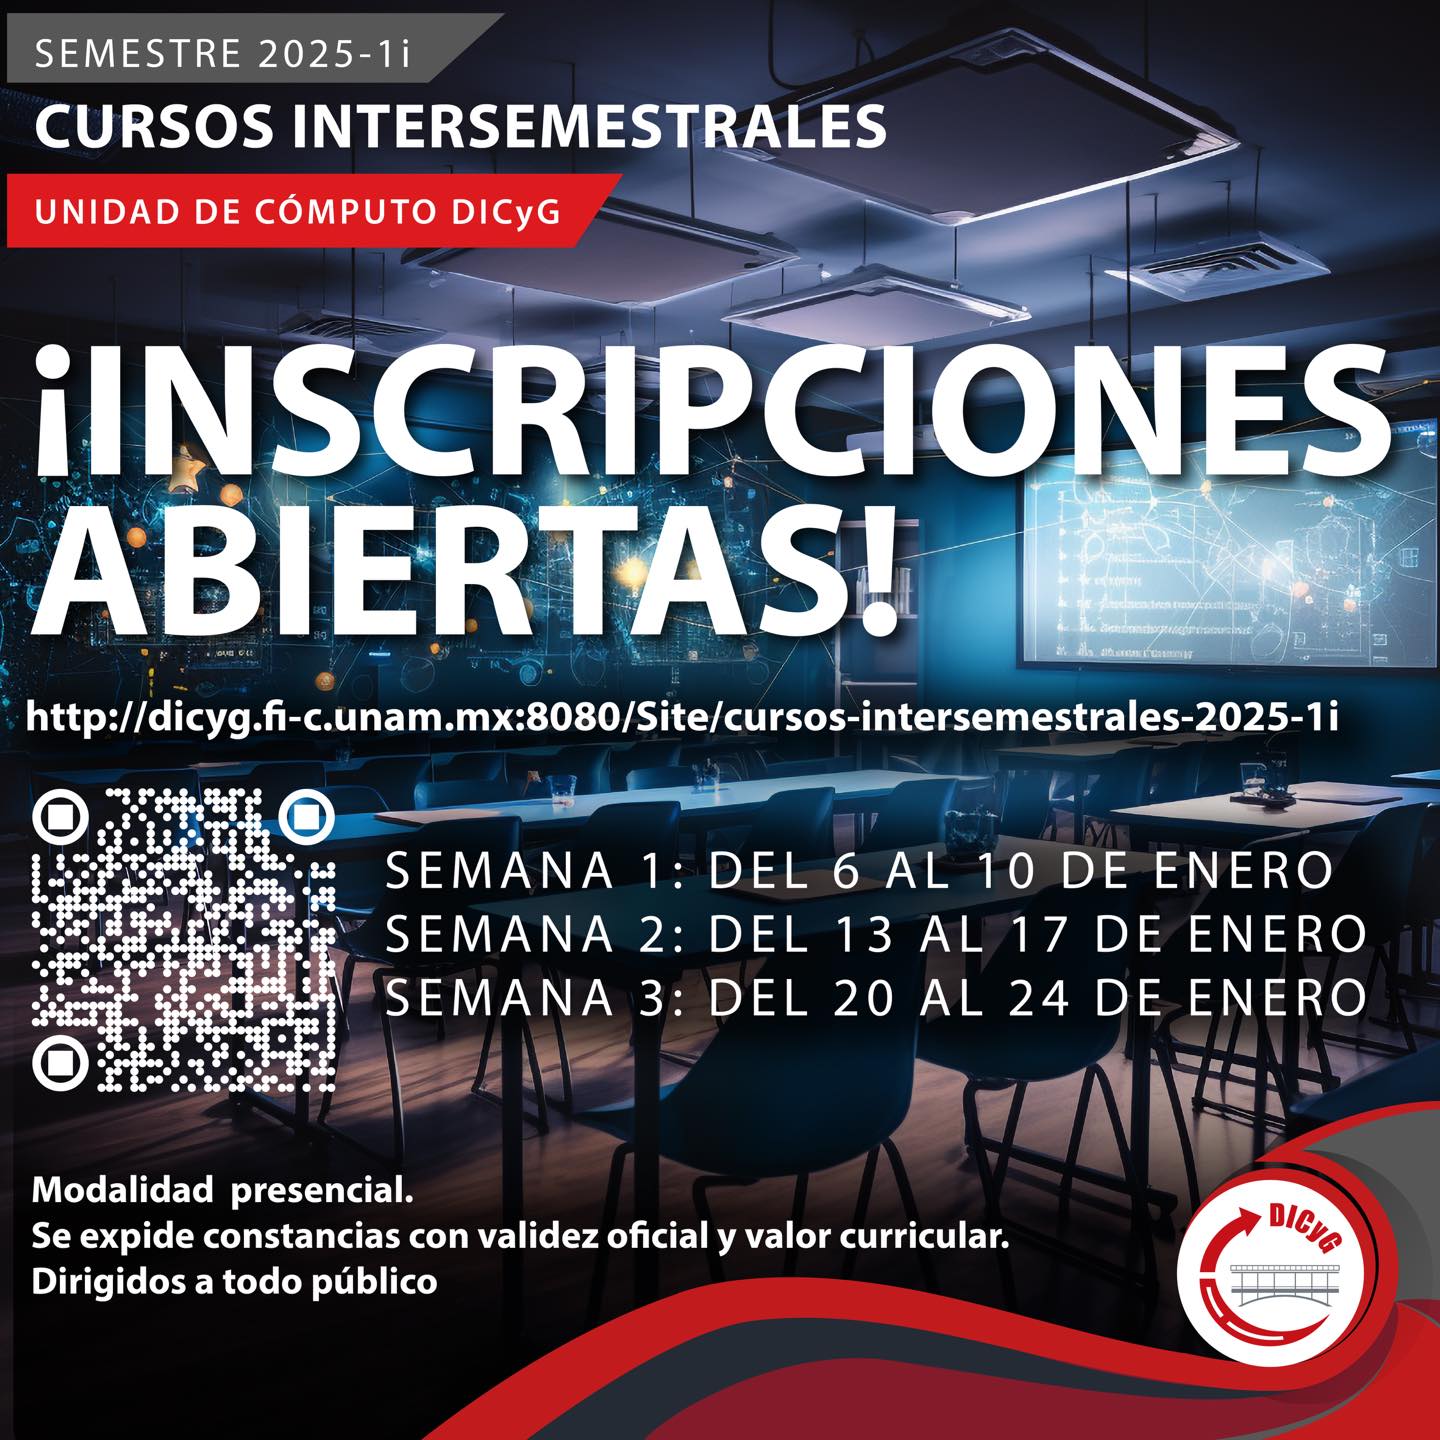 SEMESTRE 2025-1i
CURSOS INTERSEMESTRALES
UNIDAD DE CÓMPUTO DICyG
¡INSCRIPCIONES
ABIERTAS!
http://dicyg.fi-c.unam.mx:8080/Site/cursos-intersemestrales-2025-1i
SEMANA 1: DEL 6 AL 10 DE ENERO
SEMANA 2: DEL 13 AL 17 DE ENERO
SEMANA 3: DEL 20 AL 24 DE ENERO
Modalidad presencial.
Se expide constancias con validez oficial y valor curricular.
Dirigidos a todo público
DICyG